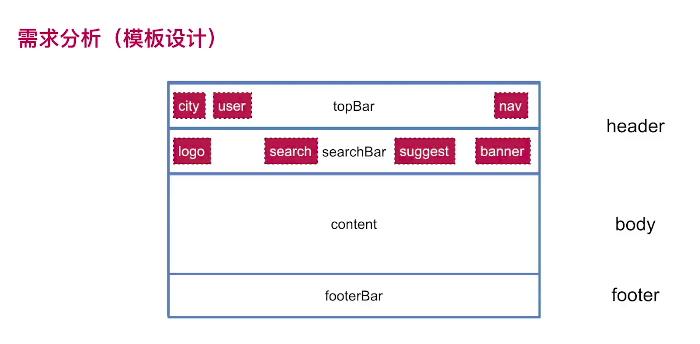 需求分析（模板设计）
city user topBar nav
header
logo search searchBar suggest banner
content
body
footerBar
footer